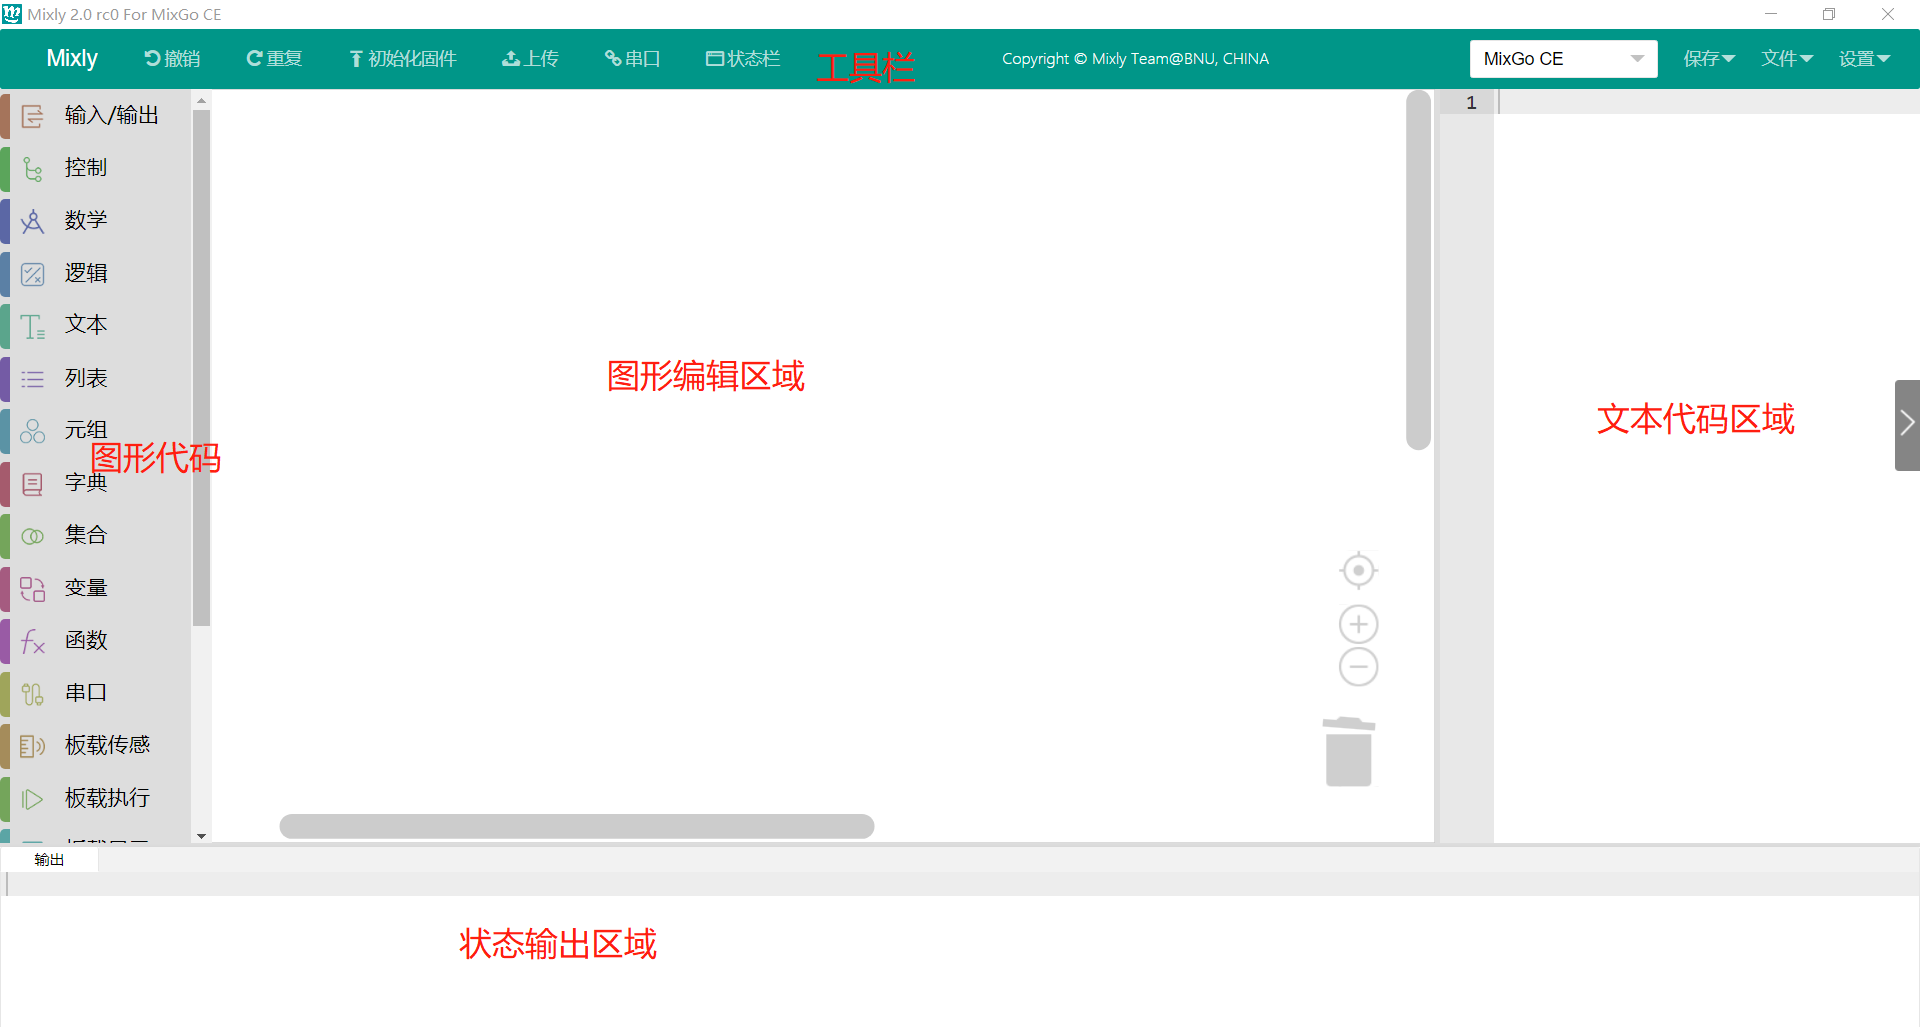 Mixly 2.0 rc0 For MixGo CE
Mixly 撤销 重复 初始化固件 上传 串口 状态栏 工具栏 Copyright © Mixly Team@BNU, CHINA MixGo CE 保存 文件 设置
输入/输出
控制
数学
逻辑
文本
列表
元组
图形代码
字典
集合
变量
函数
串口
板载传感
板载执行
图形编辑区域
1
文本代码区域
输出
状态输出区域